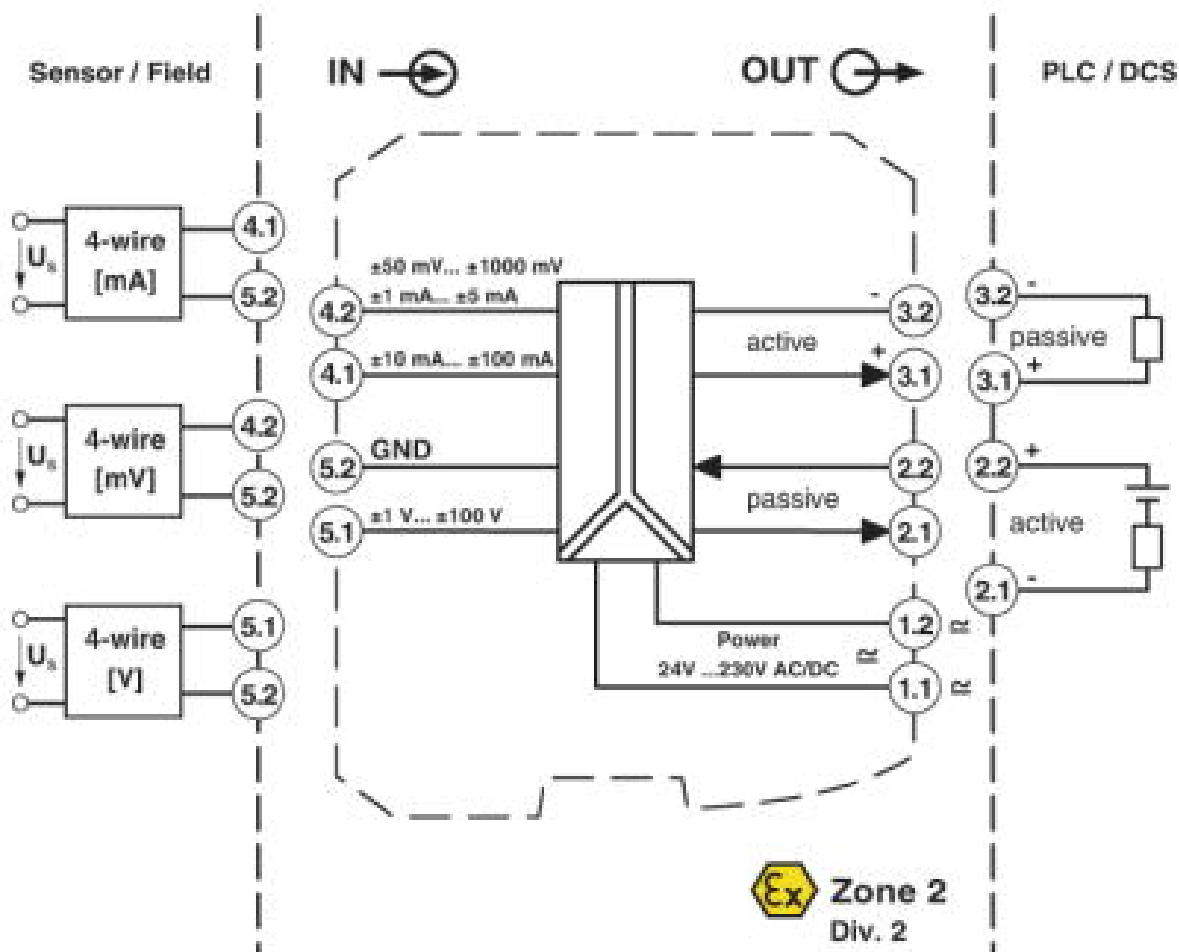 Sensor / Field
IN
OUT
PLC / DCS
4-wire
[mA]
Us
4.1
5.2
4-wire
[mV]
Us
4.2
5.2
4-wire
[V]
Us
5.1
5.2
±50 mV... ±1000 mV
±1 mA... ±5 mA
4.2
±10 mA... ±100 mA
4.1
GND
5.2
±1 V... ±100 V
5.1
-
3.2
active
+
3.1
2.2
passive
2.1
1.2
Power
24V ...230V AC/DC
1.1
3.2 -
passive
3.1 +
2.2 +
active
2.1 -
Ex Zone 2
Div. 2